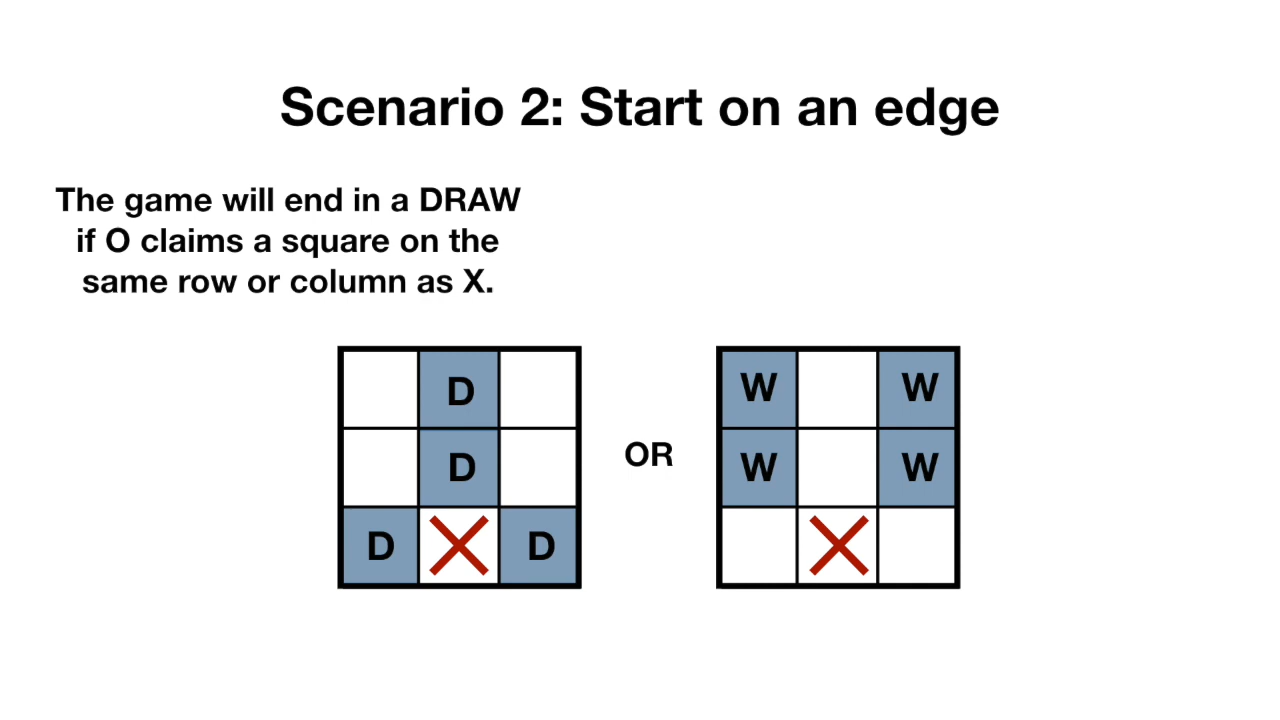 Scenario 2: Start on an edge
The game will end in a DRAW
if O claims a square on the
same row or column as X.
D
D
D D
OR
W W
W W